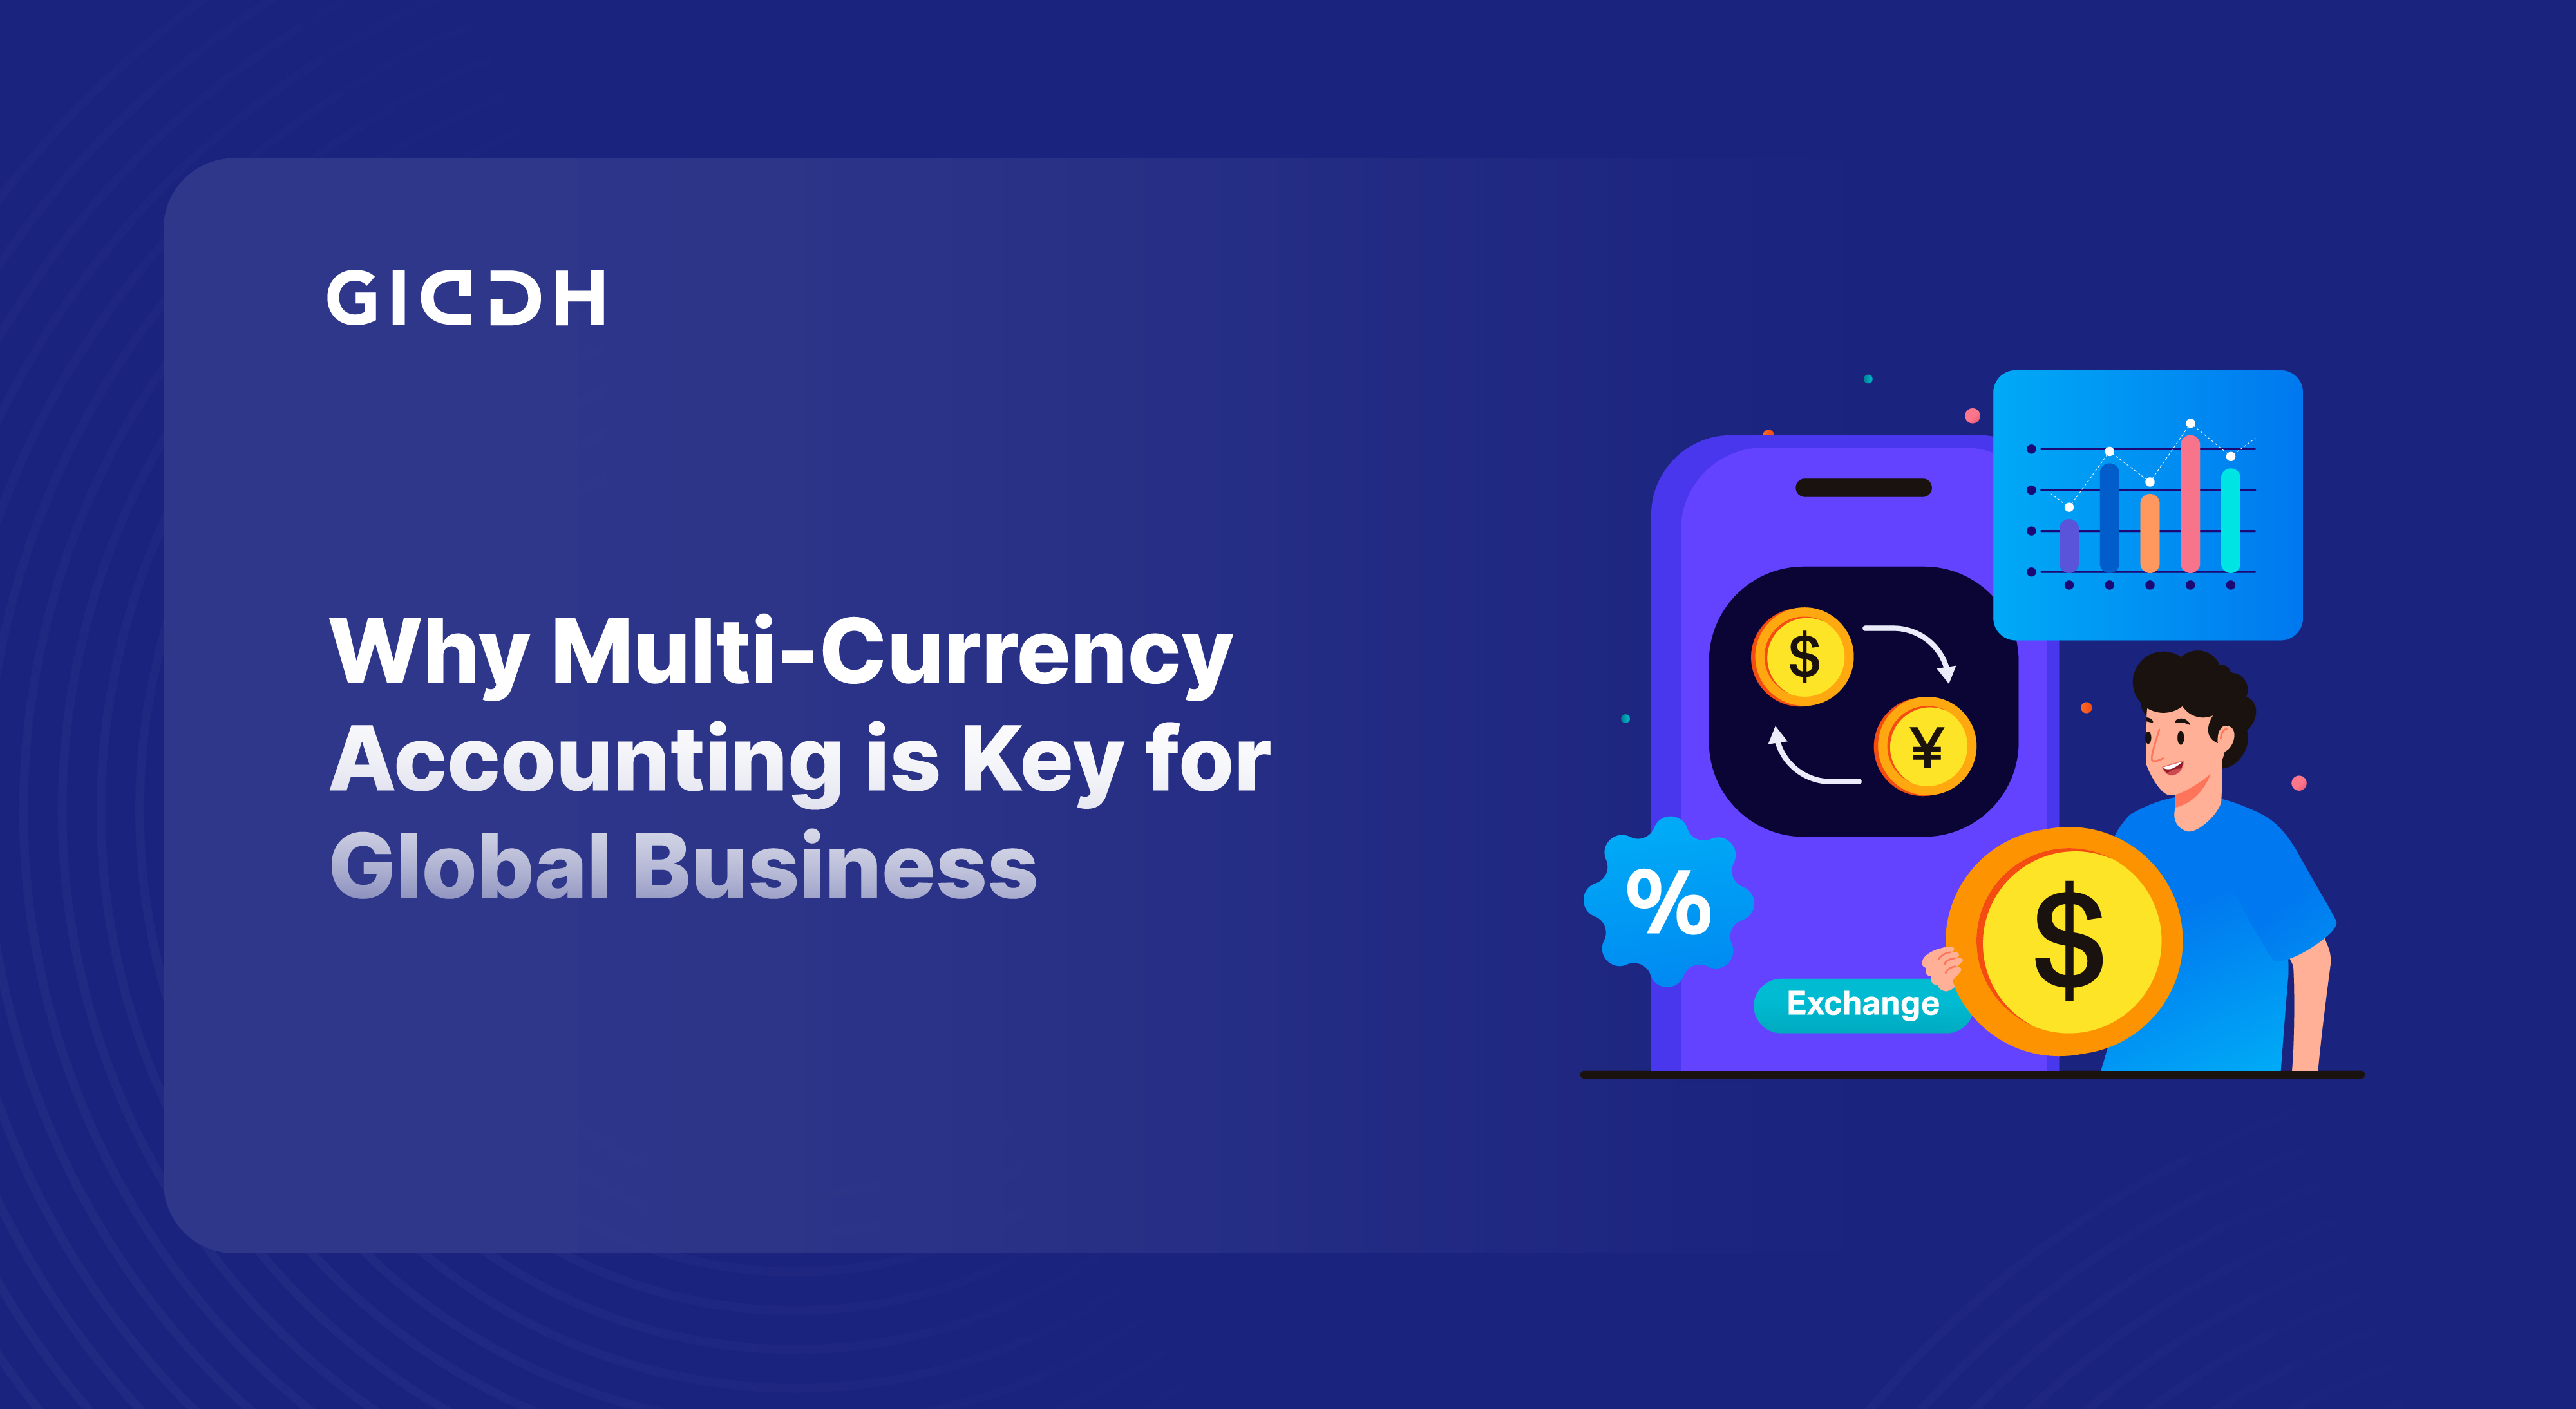 GIDDH
Why Multi-Currency
Accounting is Key for
Global Business
$
¥
%
$
Exchange